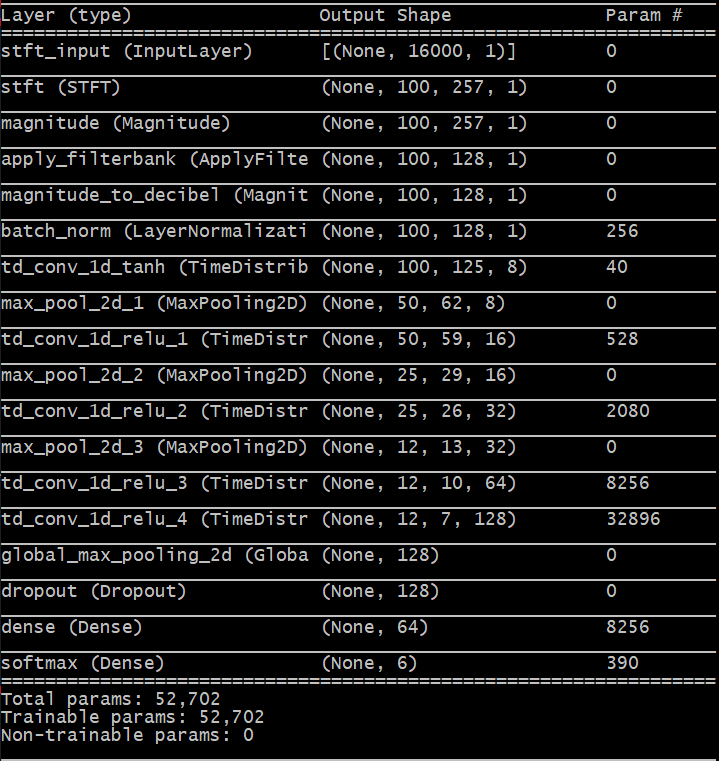 Layer (type) Output Shape Param #
=================================================================
stft_input (InputLayer) [(None, 16000, 1)] 0
stft (STFT) (None, 100, 257, 1) 0
magnitude (Magnitude) (None, 100, 257, 1) 0
apply_filterbank (ApplyFilte (None, 100, 128, 1) 0
magnitude_to_decibel (Magnit (None, 100, 128, 1) 0
batch_norm (LayerNormalizati (None, 100, 128, 1) 256
td_conv_1d_tanh (TimeDistrib (None, 100, 125, 8) 40
max_pool_2d_1 (MaxPooling2D) (None, 50, 62, 8) 0
td_conv_1d_relu_1 (TimeDistr (None, 50, 59, 16) 528
max_pool_2d_2 (MaxPooling2D) (None, 25, 29, 16) 0
td_conv_1d_relu_2 (TimeDistr (None, 25, 26, 32) 2080
max_pool_2d_3 (MaxPooling2D) (None, 12, 13, 32) 0
td_conv_1d_relu_3 (TimeDistr (None, 12, 10, 64) 8256
td_conv_1d_relu_4 (TimeDistr (None, 12, 7, 128) 32896
global_max_pooling_2d (Globa (None, 128) 0
dropout (Dropout) (None, 128) 0
dense (Dense) (None, 64) 8256
softmax (Dense) (None, 6) 390
=================================================================
Total params: 52,702
Trainable params: 52,702
Non-trainable params: 0